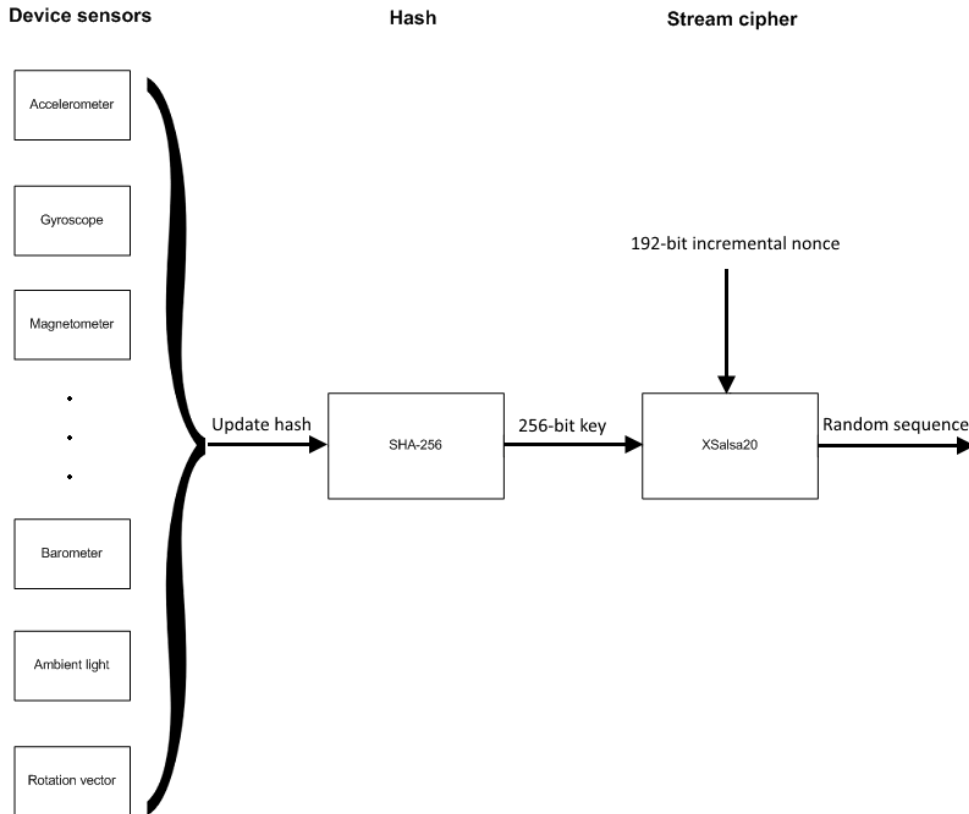 Device sensors
Hash
Stream cipher
Accelerometer
Gyroscope
Magnetometer
Barometer
Ambient light
Rotation vector
Update hash
SHA-256
256-bit key
192-bit incremental nonce
XSalsa20
Random sequence